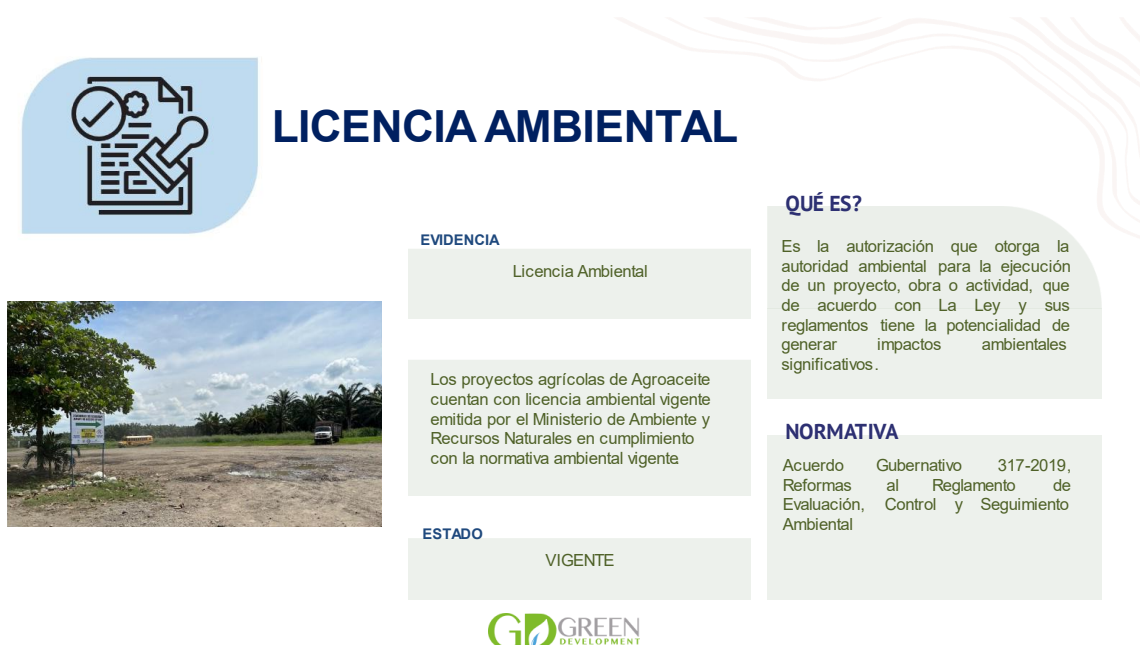 LICENCIA AMBIENTAL
EVIDENCIA
Licencia Ambiental
Los proyectos agrícolas de Agroaceite
cuentan con licencia ambiental vigente
emitida por el Ministerio de Ambiente y
Recursos Naturales en cumplimiento
con la normativa ambiental vigente.
ESTADO
VIGENTE
QUÉ ES?
Es la autorización que otorga la
autoridad ambiental para la ejecución
de un proyecto, obra o actividad, que
de acuerdo con La Ley y sus
reglamentos tiene la potencialidad de
generar impactos ambientales
significativos.
NORMATIVA
Acuerdo Gubernativo 317-2019,
Reformas al Reglamento de
Evaluación, Control y Seguimiento
Ambiental
GD GREEN
DEVELOPMENT